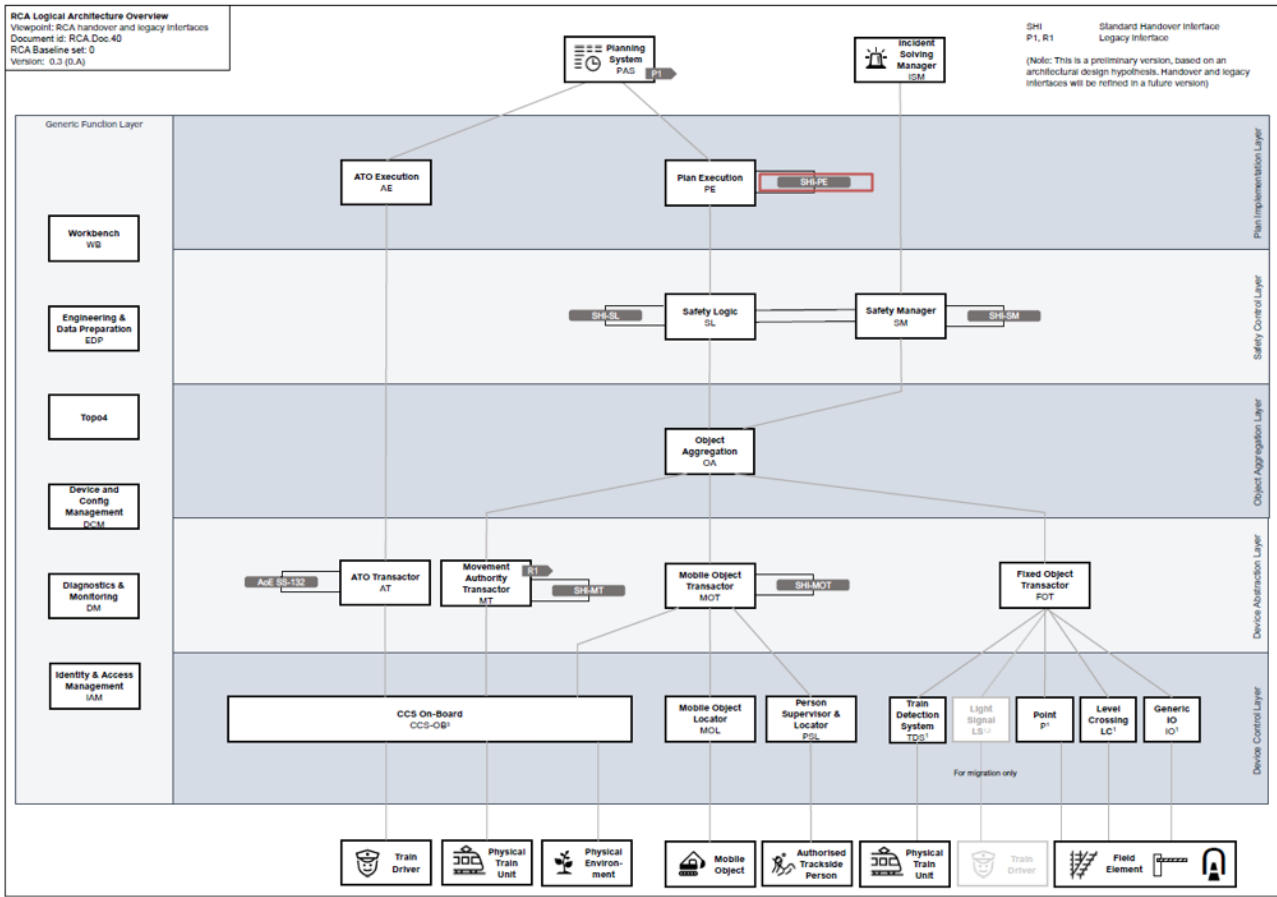 RCA Logical Architecture Overview
Viewpoint: RCA handover and legacy interfaces
Document id: RCA.Doc.40
RCA Baseline set: 0
Version: 0.3 (0.A)
SHI Standard Handover Interface
P1, R1 Legacy Interface
(Note: This is a preliminary version, based on an
architectural design hypothesis. Handover and legacy
interfaces will be refined in a future version)
Planning
System
PAS
P1
Incident
Solving
Manager
ISM
Generic Function Layer
Workbench
WB
Engineering &
Data Preparation
EDP
Topo4
Device and
Config
Management
DCM
Diagnostics &
Monitoring
DM
Identity & Access
Management
IAM
Plan Implementation Layer
ATO Execution
AE
Plan Execution
PE
SHI-PE
Safety Control Layer
SHI-SL
Safety Logic
SL
Safety Manager
SM
SHI-SM
Object Aggregation Layer
Object
Aggregation
OA
Device Abstraction Layer
AoE SS-132
ATO Transactor
AT
Movement
Authority
Transactor
MT
R1
SHI-MT
Mobile Object
Transactor
MOT
SHI-MOT
Fixed Object
Transactor
FOT
Device Control Layer
CCS On-Board
CCS-OB³
Mobile Object
Locator
MOL
Person
Supervisor &
Locator
PSL
Train
Detection
System
TDS¹
Light
Signal
LS¹,²
Point
P¹
Level
Crossing
LC¹
Generic
IO
IO¹
For migration only
Train
Driver
Physical
Train
Unit
Physical
Environ-
ment
Mobile
Object
Authorised
Trackside
Person
Physical
Train
Unit
Train
Driver
Field
Element